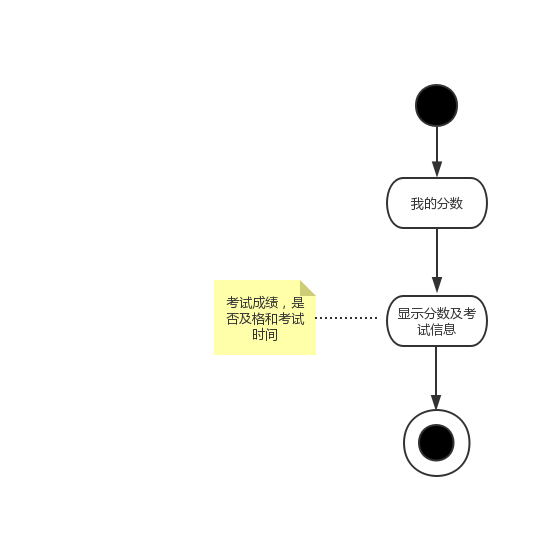 我的分数
考试成绩，是
否及格和考试
时间
显示分数及考
试信息